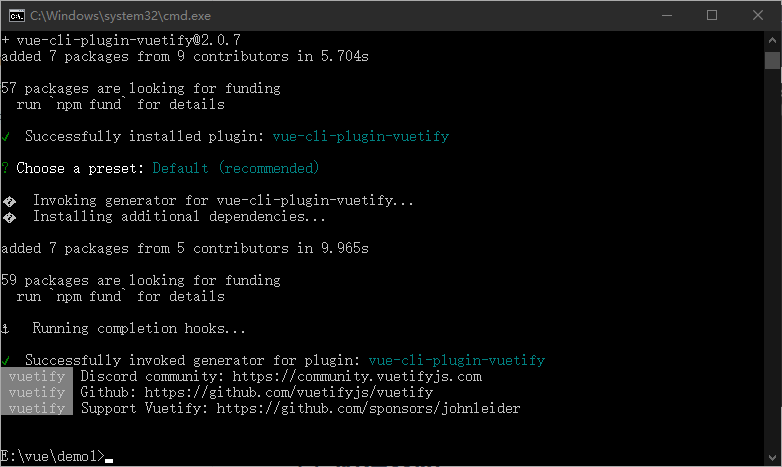 C:\Windows\system32\cmd.exe
+ vue-cli-plugin-vuetify@2.0.7
added 7 packages from 9 contributors in 5.704s
57 packages are looking for funding
run `npm fund` for details
✓ Successfully installed plugin: vue-cli-plugin-vuetify
? Choose a preset: Default (recommended)
� Invoking generator for vue-cli-plugin-vuetify...
� Installing additional dependencies...
added 7 packages from 5 contributors in 9.965s
59 packages are looking for funding
run `npm fund` for details
⚓ Running completion hooks...
✓ Successfully invoked generator for plugin: vue-cli-plugin-vuetify
vuetify Discord community: https://community.vuetifyjs.com
vuetify Github: https://github.com/vuetifyjs/vuetify
vuetify Support Vuetify: https://github.com/sponsors/johnleider
E:\vue\demo1>